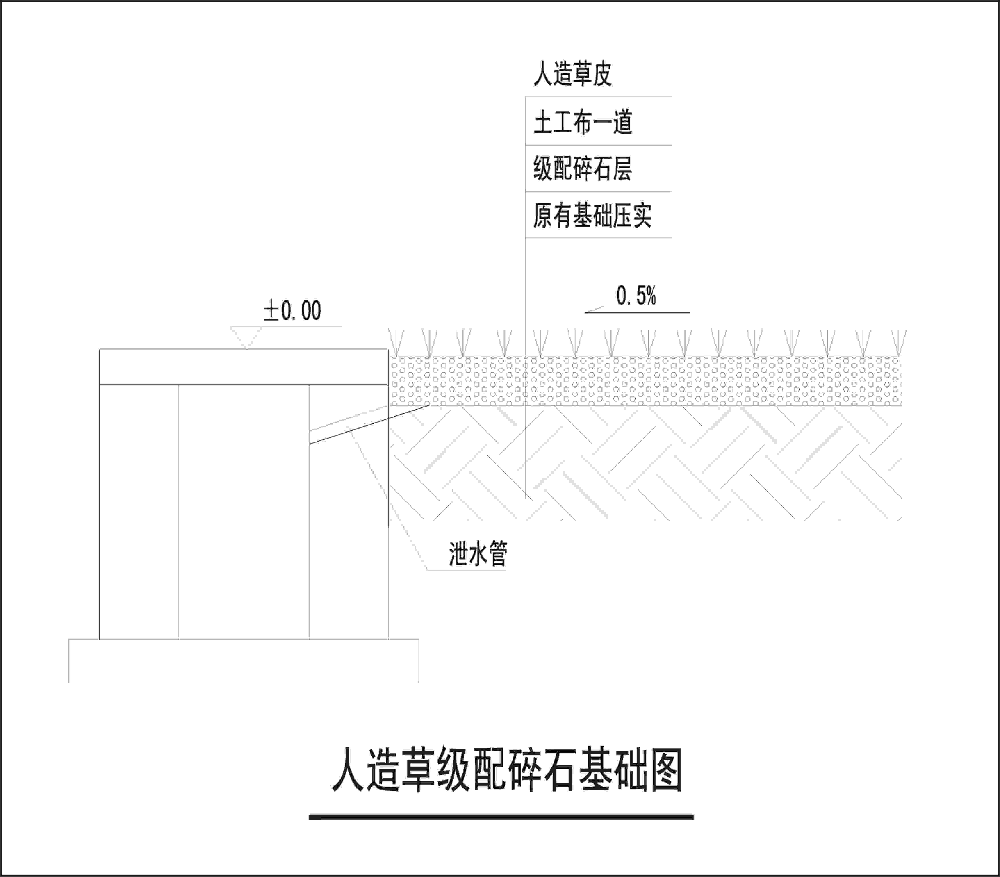 人造草皮
土工布一道
级配碎石层
原有基础压实
0.5%
±0.00
泄水管
人造草级配碎石基础图